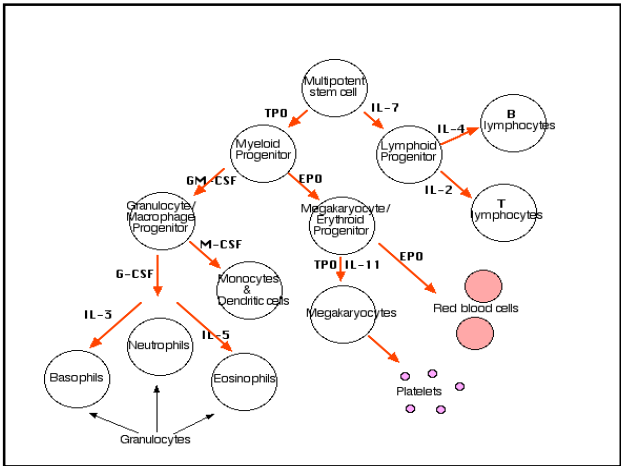 Multipotent
stem cell
TPO
IL-7
Myeloid
Progenitor
Lymphoid
Progenitor
IL-4
B
lymphocytes
IL-2
T
lymphocytes
GM-CSF
EPO
Granulocyte/
Macrophage
Progenitor
Megakaryocyte/
Erythroid
Progenitor
M-CSF
G-CSF
TPO IL-11
EPO
Monocytes
&
Dendritic cells
Megakaryocytes
Red blood cells
IL-3
IL-5
Neutrophils
Basophils
Eosinophils
Platelets
Granulocytes